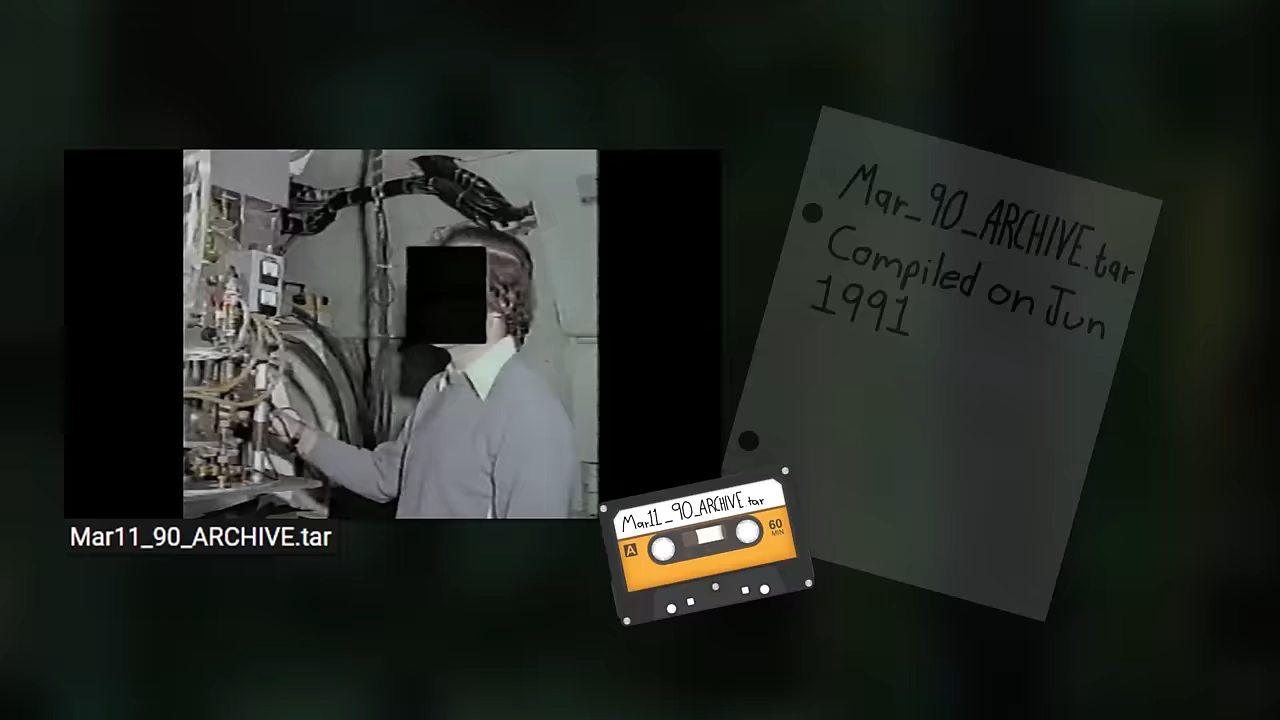 Mar_90_ARCHIVE.tar
Compiled on Jun
1991
Mar11_90_ARCHIVE.tar
A
60
MIN
Mar11_90_ARCHIVE.tar